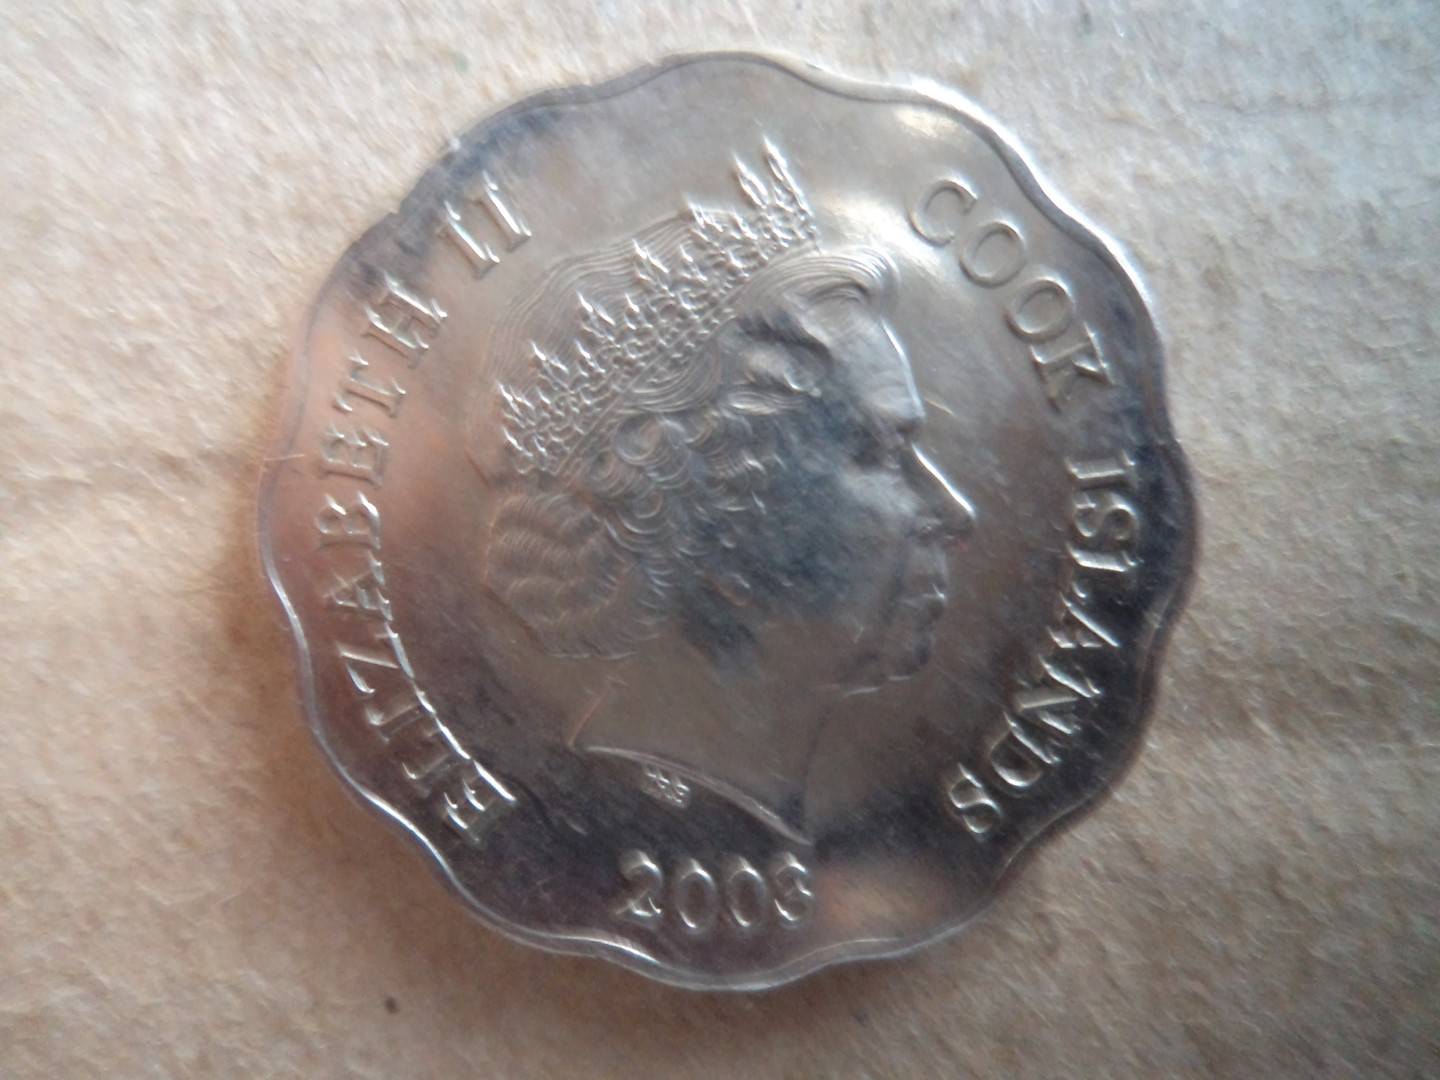 ELIZABETH II
COOK ISLANDS
2003